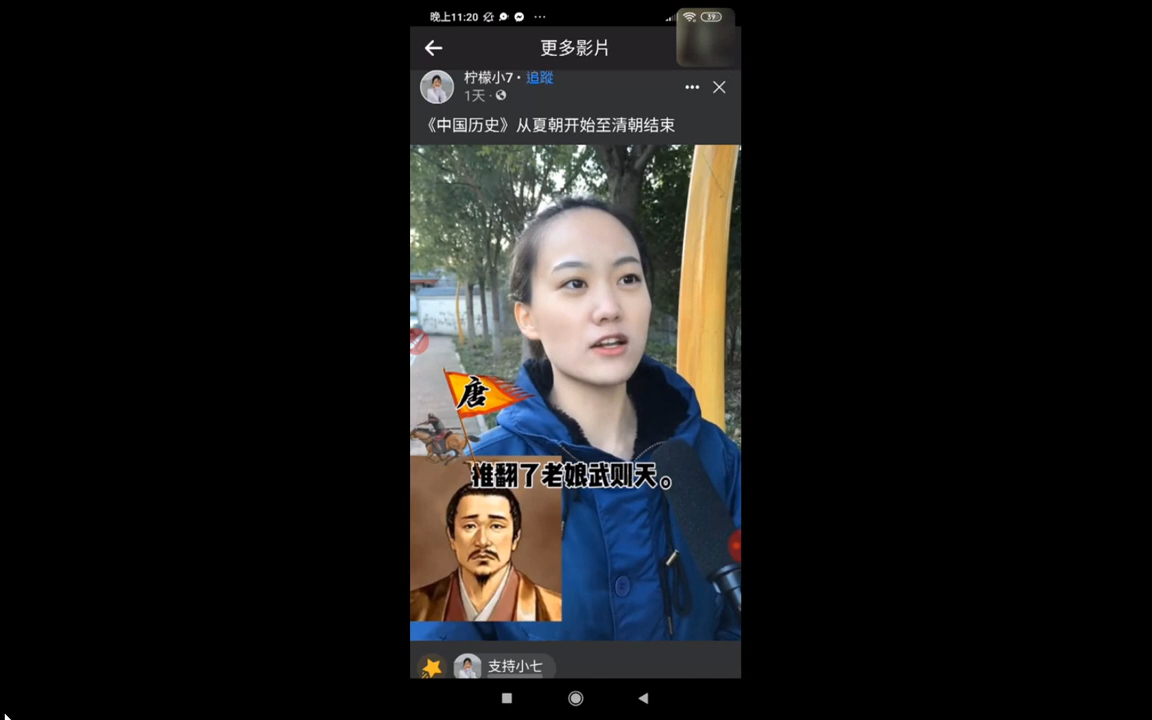 晚上11:20
39
更多影片
柠檬小7 · 追蹤
1天 ·
《中国历史》从夏朝开始至清朝结束
唐
推翻了老娘武则天。
支持小七